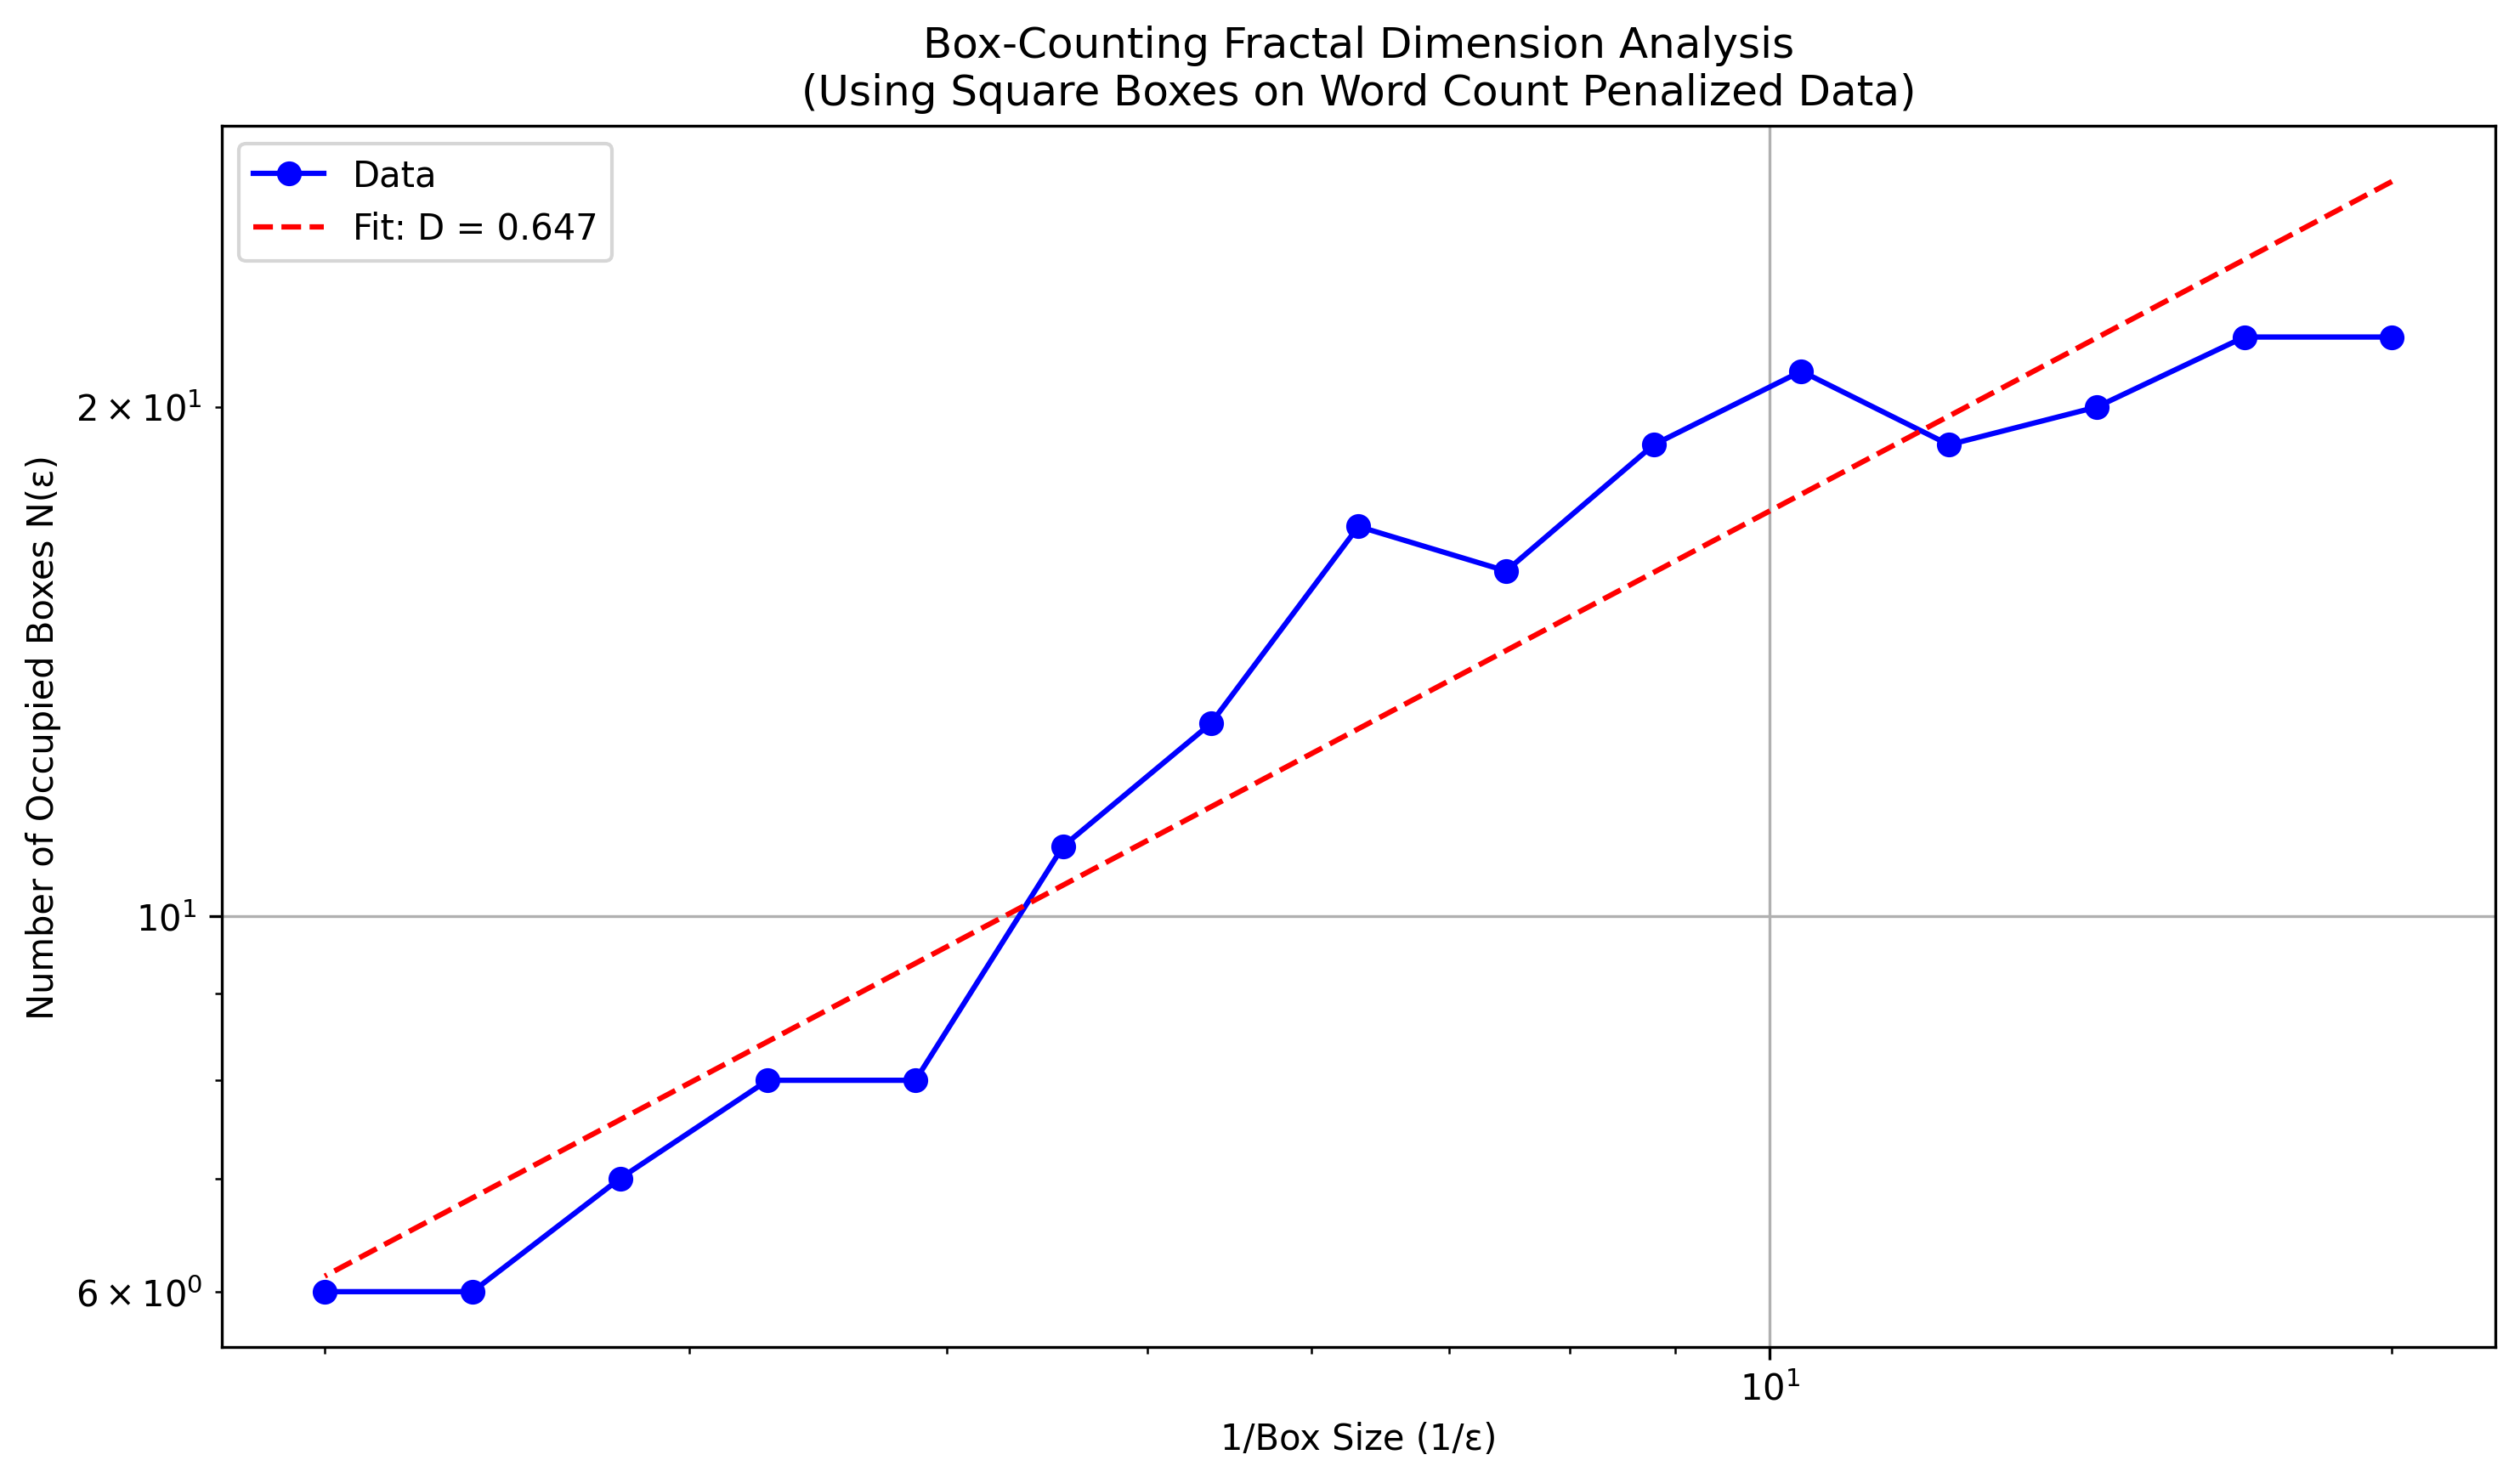 Box-Counting Fractal Dimension Analysis
(Using Square Boxes on Word Count Penalized Data)
Data
Fit: D = 0.647
2 × 10¹
10¹
6 × 10⁰
Number of Occupied Boxes N(ε)
10¹
1/Box Size (1/ε)